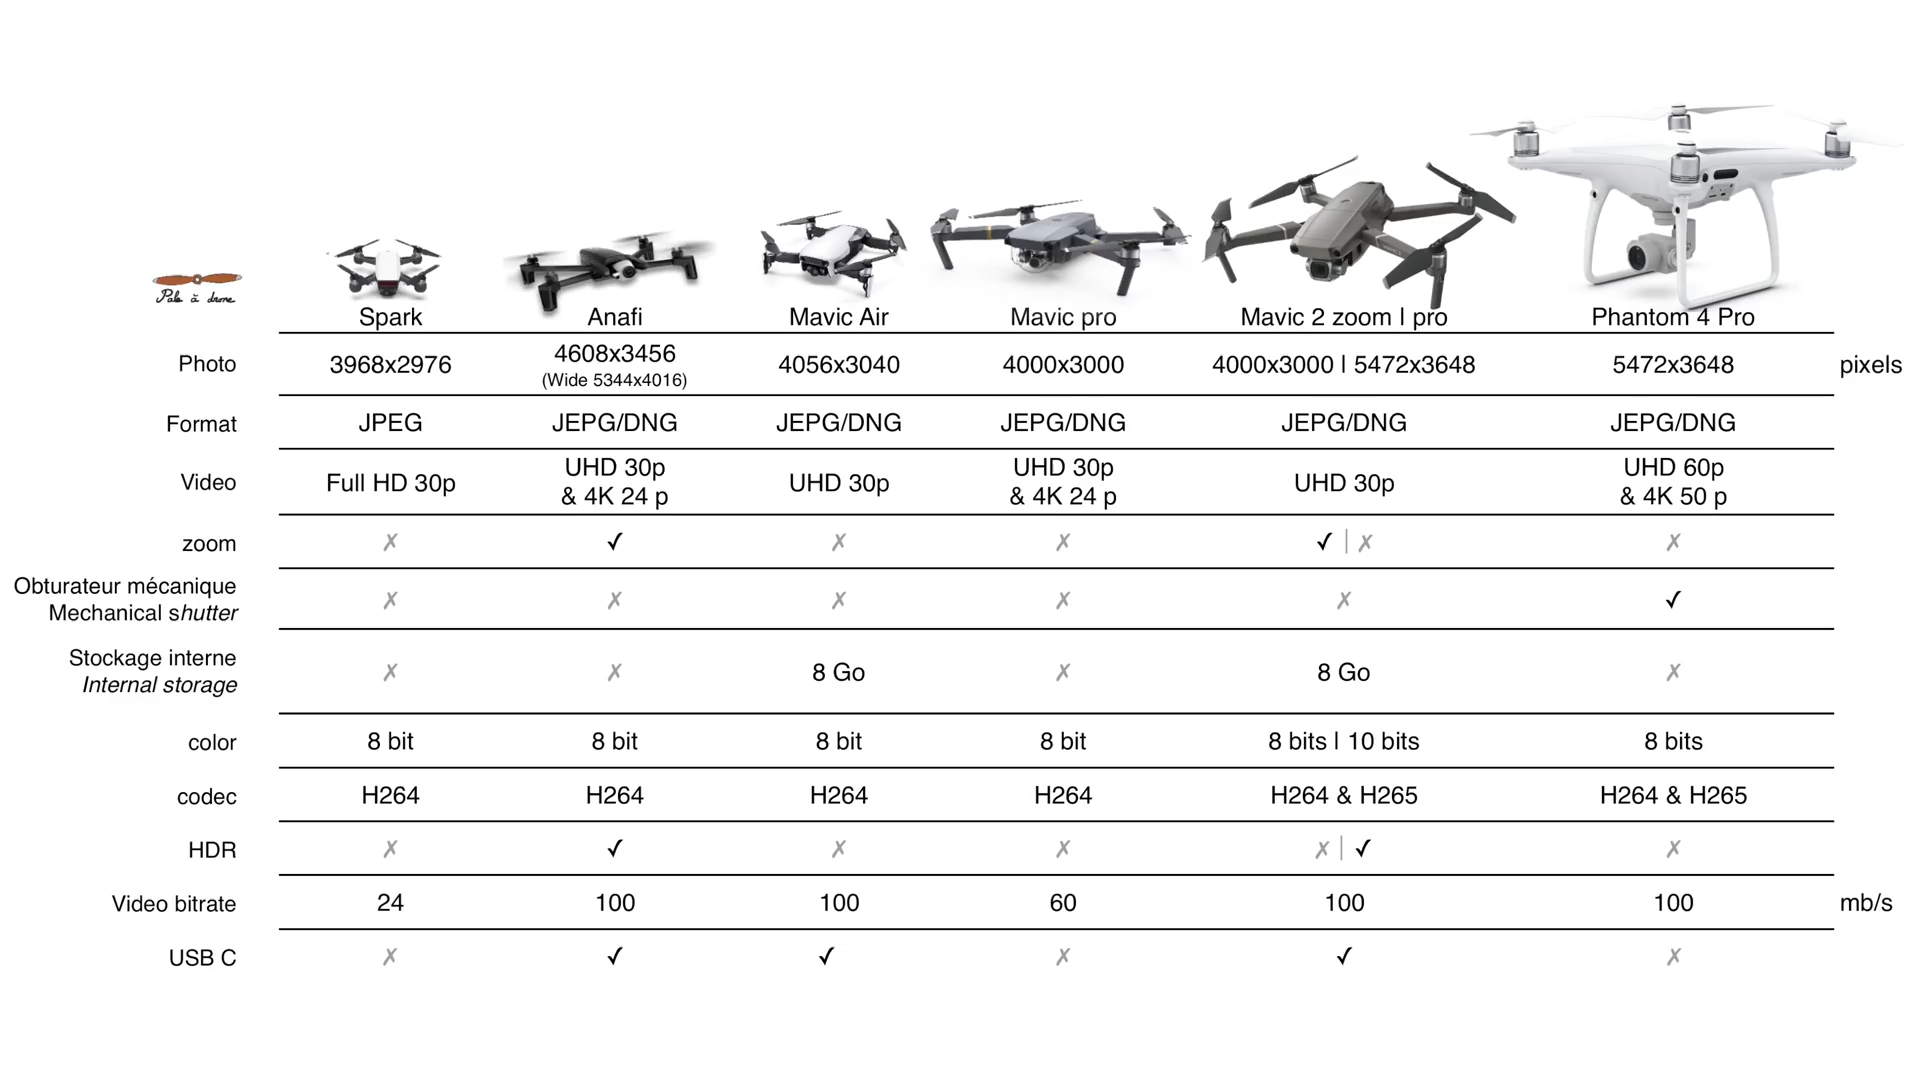 Pale à drone
Spark Anafi Mavic Air Mavic pro Mavic 2 zoom | pro Phantom 4 Pro
Photo 3968x2976 4608x3456 (Wide 5344x4016) 4056x3040 4000x3000 4000x3000 | 5472x3648 5472x3648 pixels
Format JPEG JEPG/DNG JEPG/DNG JEPG/DNG JEPG/DNG JEPG/DNG
Video Full HD 30p UHD 30p & 4K 24 p UHD 30p UHD 30p & 4K 24 p UHD 30p UHD 60p & 4K 50 p
zoom ✗ ✓ ✗ ✗ ✓ | ✗ ✗
Obturateur mécanique
Mechanical shutter ✗ ✗ ✗ ✗ ✗ ✓
Stockage interne
Internal storage ✗ ✗ 8 Go ✗ 8 Go ✗
color 8 bit 8 bit 8 bit 8 bit 8 bits | 10 bits 8 bits
codec H264 H264 H264 H264 H264 & H265 H264 & H265
HDR ✗ ✓ ✗ ✗ ✗ | ✓ ✗
Video bitrate 24 100 100 60 100 100 mb/s
USB C ✗ ✓ ✓ ✗ ✓ ✗